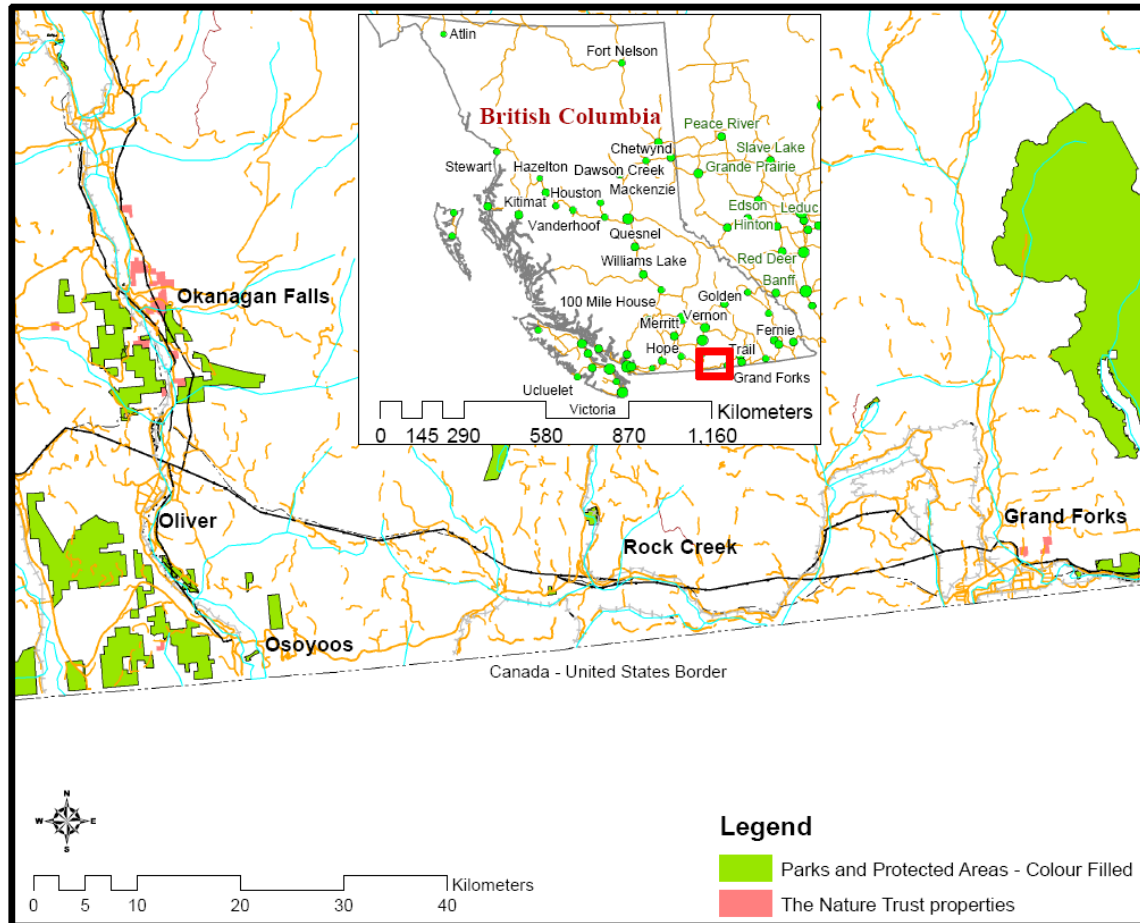 Atlin
Fort Nelson
British Columbia
Peace River
Chetwynd
Slave Lake
Stewart
Hazelton
Dawson Creek
Grande Prairie
Houston
Mackenzie
Kitimat
Edson
Leduc
Vanderhoof
Hinton
Quesnel
Williams Lake
Red Deer
Banff
100 Mile House
Golden
Merritt
Vernon
Fernie
Hope
Trail
Grand Forks
Ucluelet
Victoria
Kilometers
0 145 290 580 870 1,160
Okanagan Falls
Oliver
Rock Creek
Grand Forks
Osoyoos
Canada - United States Border
N
W E
S
Kilometers
0 5 10 20 30 40
Legend
Parks and Protected Areas - Colour Filled
The Nature Trust properties